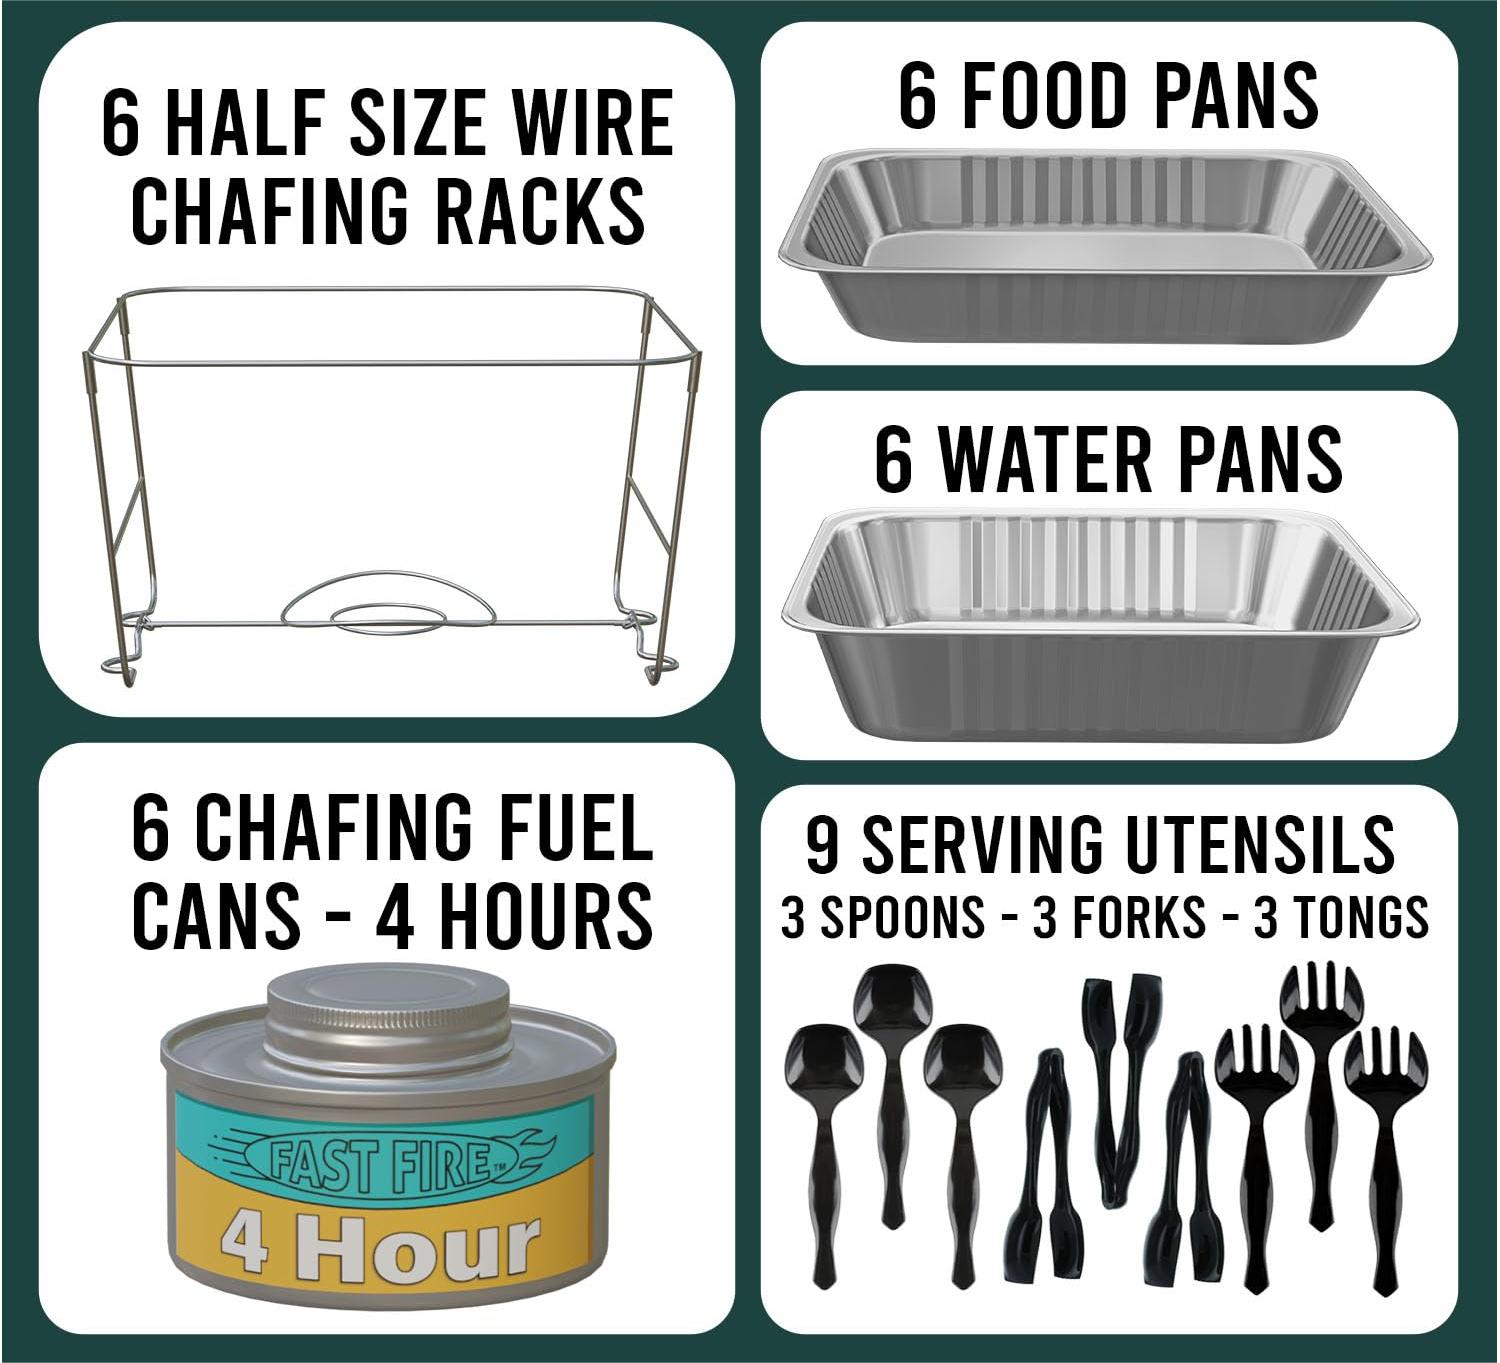 6 HALF SIZE WIRE
CHAFING RACKS
6 FOOD PANS
6 WATER PANS
6 CHAFING FUEL
CANS - 4 HOURS
FAST FIRE™
4 Hour
9 SERVING UTENSILS
3 SPOONS - 3 FORKS - 3 TONGS